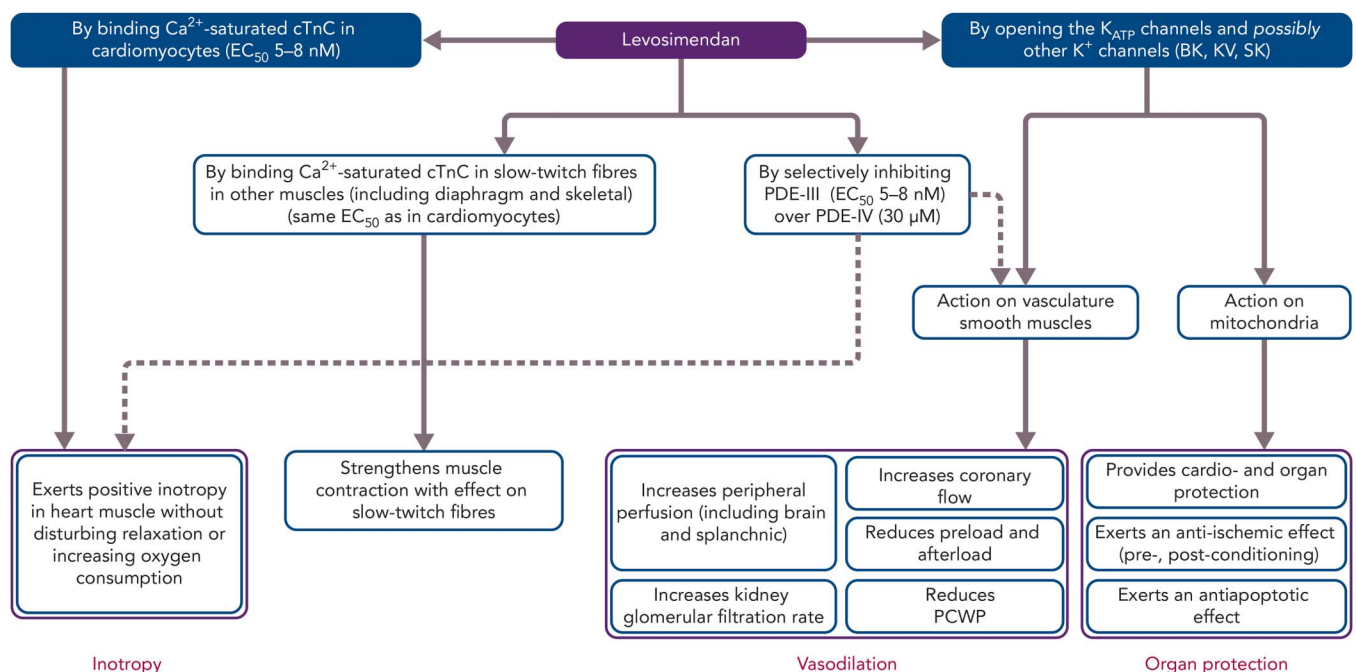 By binding Ca²⁺-saturated cTnC in
cardiomyocytes (EC₅₀ 5–8 nM)
Levosimendan
By opening the K_ATP channels and possibly
other K⁺ channels (BK, KV, SK)
By binding Ca²⁺-saturated cTnC in slow-twitch fibres
in other muscles (including diaphragm and skeletal)
(same EC₅₀ as in cardiomyocytes)
By selectively inhibiting
PDE-III (EC₅₀ 5–8 nM)
over PDE-IV (30 µM)
Action on vasculature
smooth muscles
Action on
mitochondria
Exerts positive inotropy
in heart muscle without
disturbing relaxation or
increasing oxygen
consumption
Strengthens muscle
contraction with effect on
slow-twitch fibres
Increases peripheral
perfusion (including brain
and splanchnic)
Increases coronary
flow
Reduces preload and
afterload
Increases kidney
glomerular filtration rate
Reduces
PCWP
Provides cardio- and organ
protection
Exerts an anti-ischemic effect
(pre-, post-conditioning)
Exerts an antiapoptotic
effect
Inotropy
Vasodilation
Organ protection